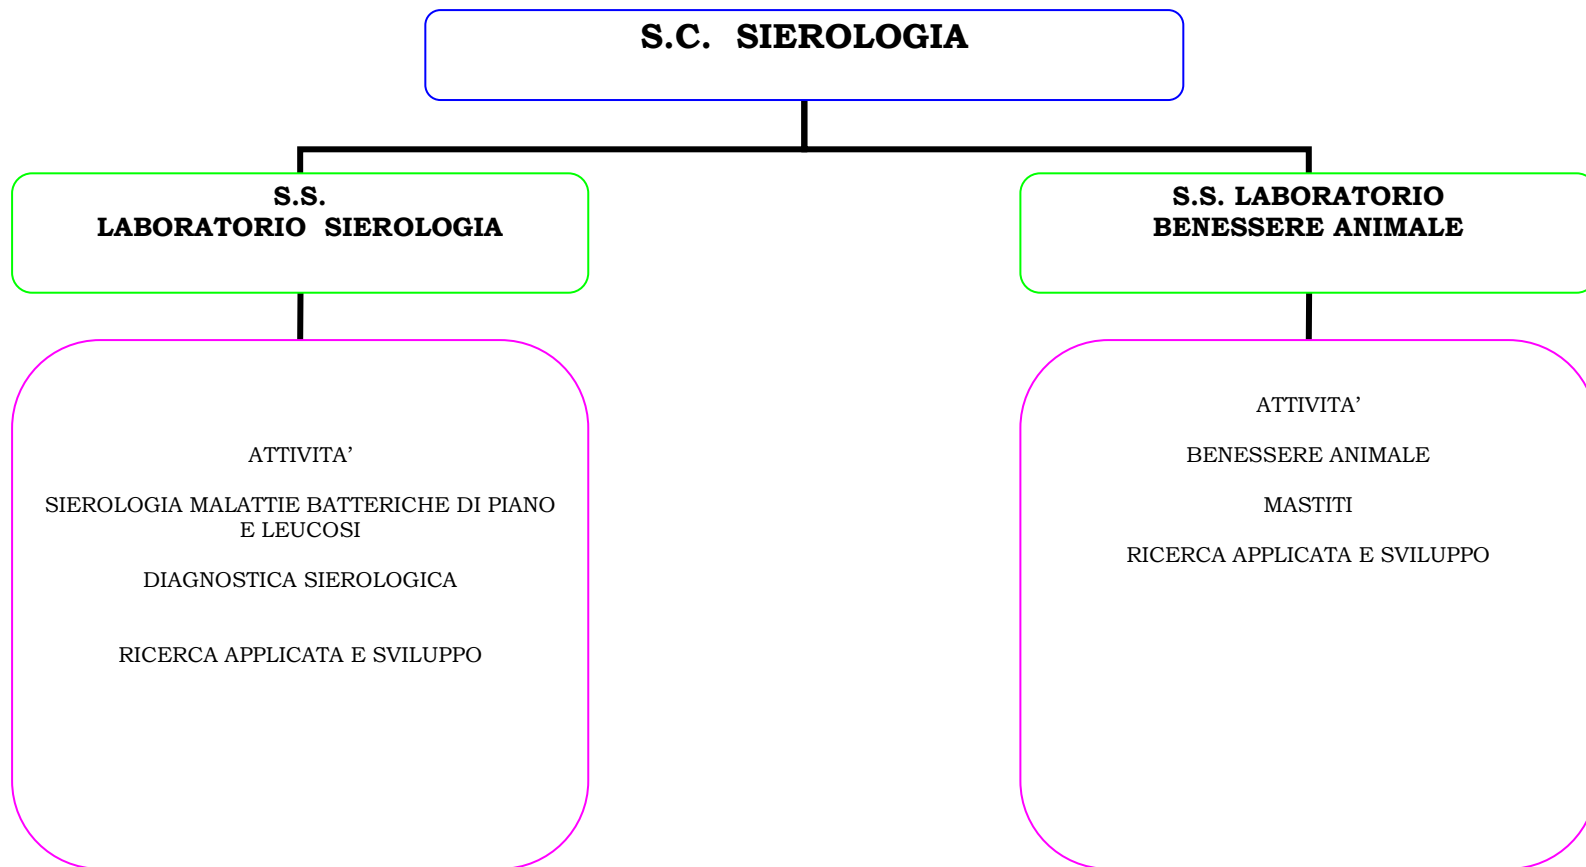 S.C. SIEROLOGIA
S.S.
LABORATORIO SIEROLOGIA
S.S. LABORATORIO
BENESSERE ANIMALE
ATTIVITA’
SIEROLOGIA MALATTIE BATTERICHE DI PIANO
E LEUCOSI
DIAGNOSTICA SIEROLOGICA
RICERCA APPLICATA E SVILUPPO
ATTIVITA’
BENESSERE ANIMALE
MASTITI
RICERCA APPLICATA E SVILUPPO